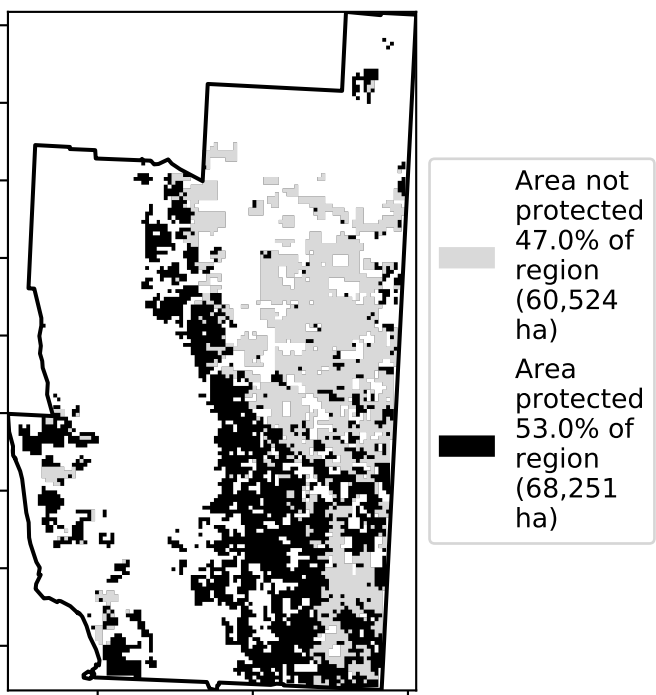 Area not
protected
47.0% of
region
(60,524
ha)
Area
protected
53.0% of
region
(68,251
ha)